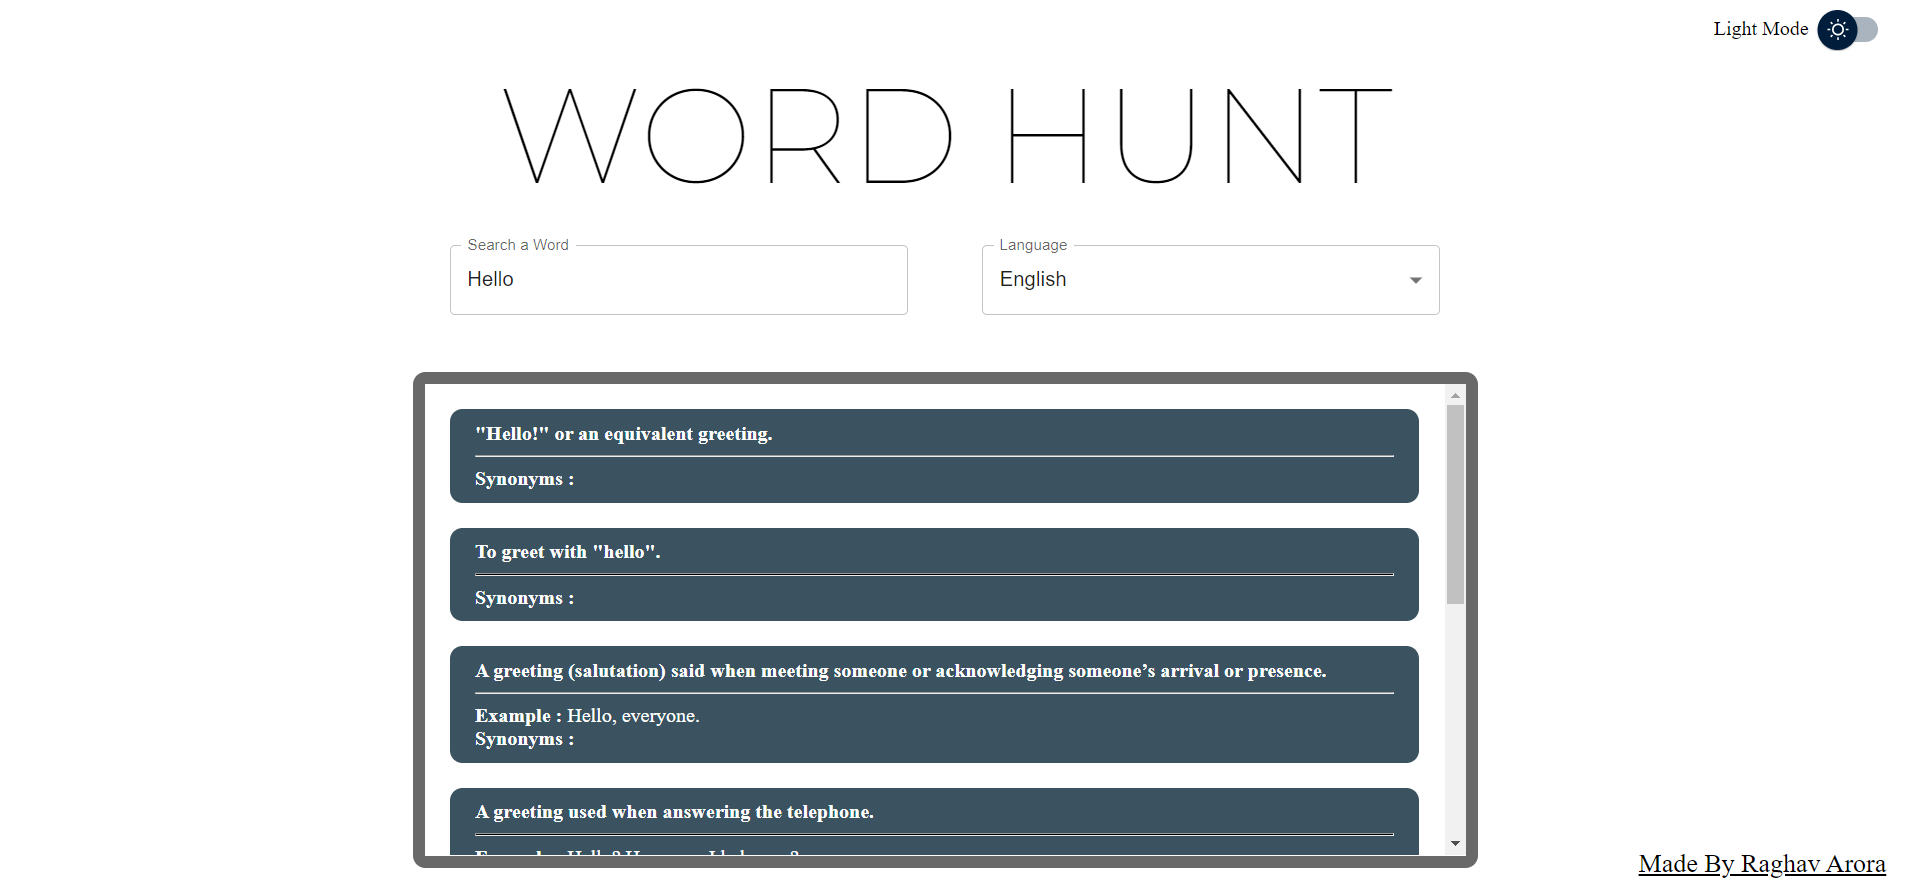 Light Mode
WORD HUNT
Search a Word
Hello
Language
English
"Hello!" or an equivalent greeting.
Synonyms :
To greet with "hello".
Synonyms :
A greeting (salutation) said when meeting someone or acknowledging someone’s arrival or presence.
Example : Hello, everyone.
Synonyms :
A greeting used when answering the telephone.
Made By Raghav Arora